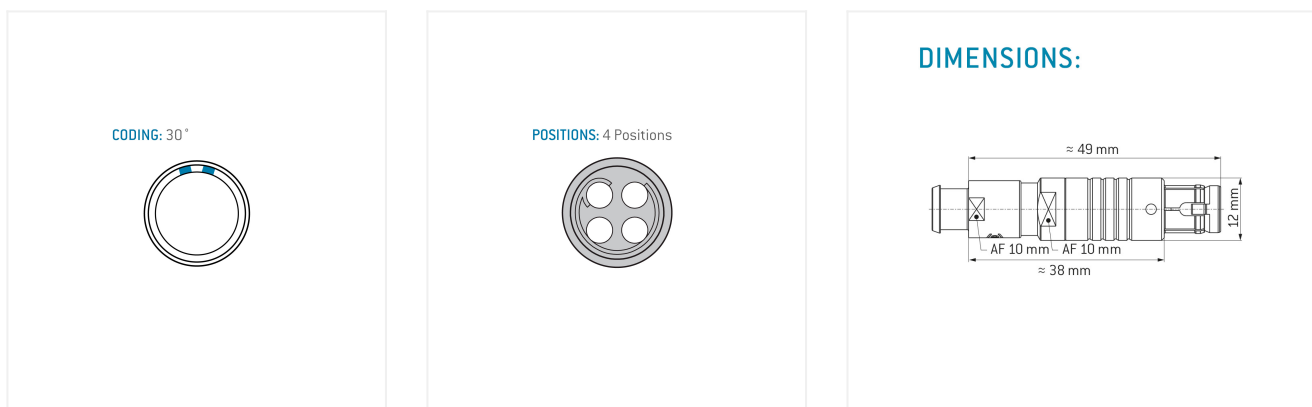 CODING: 30°
POSITIONS: 4 Positions
DIMENSIONS:
≈ 49 mm
12 mm
AF 10 mm
AF 10 mm
≈ 38 mm